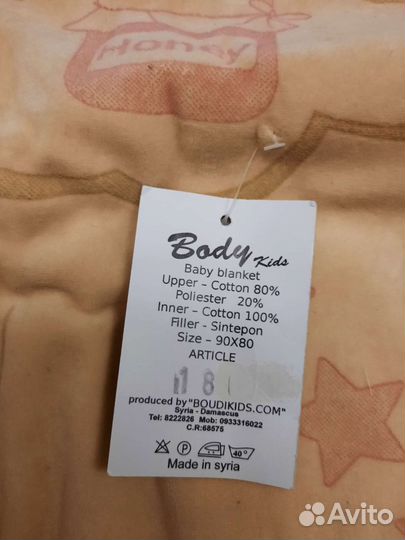 Honey
Body Kids
Baby blanket
Upper – Cotton 80%
Poliester 20%
Inner – Cotton 100%
Filler - Sintepon
Size – 90X80
ARTICLE
18
produced by "BOUDIKIDS.COM"
Syria - Damascus
Tel: 8222826 Mob: 0933316022
C.R:68575
P 40°
Made in syria
Avito